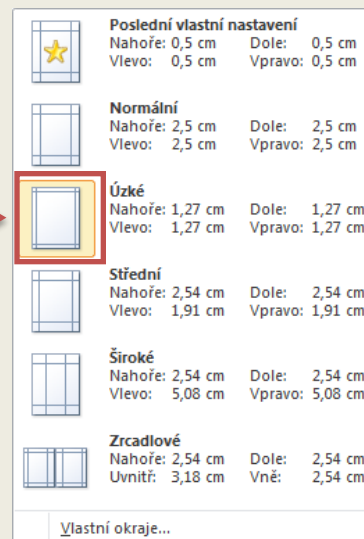 Poslední vlastní nastavení
Nahoře: 0,5 cm Dole: 0,5 cm
Vlevo: 0,5 cm Vpravo: 0,5 cm
Normální
Nahoře: 2,5 cm Dole: 2,5 cm
Vlevo: 2,5 cm Vpravo: 2,5 cm
Úzké
Nahoře: 1,27 cm Dole: 1,27 cm
Vlevo: 1,27 cm Vpravo: 1,27 cm
Střední
Nahoře: 2,54 cm Dole: 2,54 cm
Vlevo: 1,91 cm Vpravo: 1,91 cm
Široké
Nahoře: 2,54 cm Dole: 2,54 cm
Vlevo: 5,08 cm Vpravo: 5,08 cm
Zrcadlové
Nahoře: 2,54 cm Dole: 2,54 cm
Uvnitř: 3,18 cm Vně: 2,54 cm
Vlastní okraje...